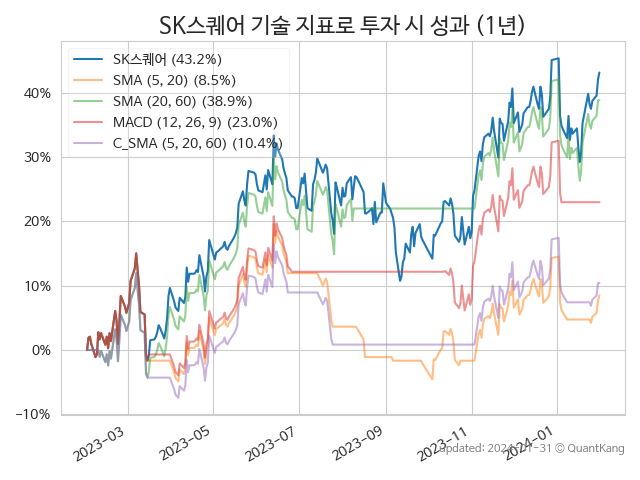 SK스퀘어 기술 지표로 투자 시 성과 (1년)
SK스퀘어 (43.2%)
SMA (5, 20) (8.5%)
SMA (20, 60) (38.9%)
MACD (12, 26, 9) (23.0%)
C_SMA (5, 20, 60) (10.4%)
40%
30%
20%
10%
0%
−10%
2023−03
2023−05
2023−07
2023−09
2023−11
2024−01
updated: 2024-01-31 © QuantKang